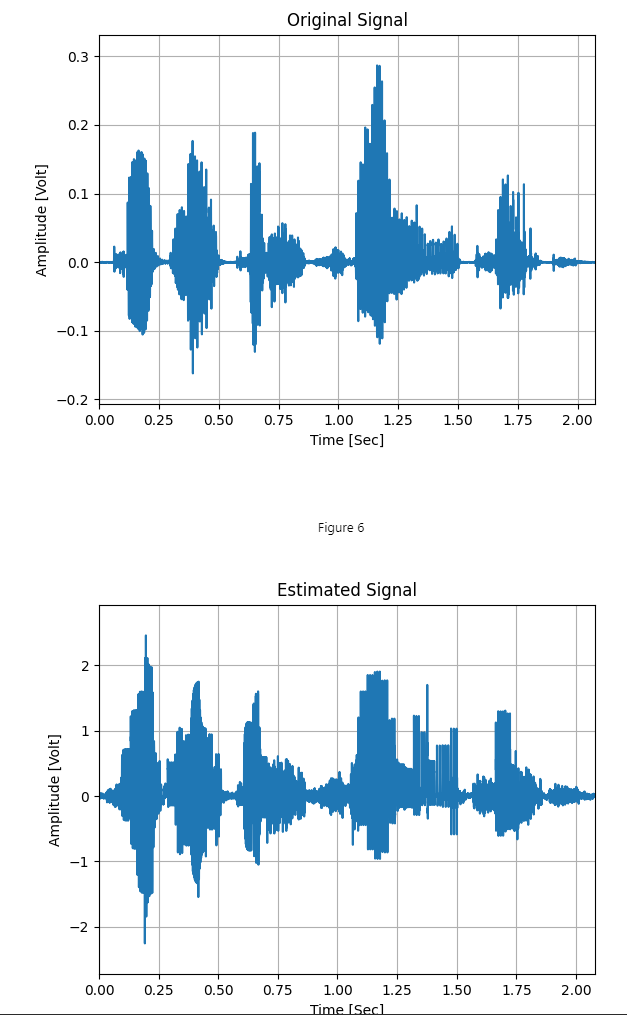 Original Signal
Amplitude [Volt]
0.3
0.2
0.1
0.0
−0.1
−0.2
0.00 0.25 0.50 0.75 1.00 1.25 1.50 1.75 2.00
Time [Sec]
Figure 6
Estimated Signal
Amplitude [Volt]
2
1
0
−1
−2
0.00 0.25 0.50 0.75 1.00 1.25 1.50 1.75 2.00
Time [Sec]